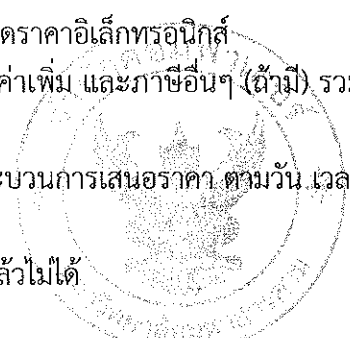 ดราคาอิเล็กทรอนิกส์
ค่าเพิ่ม และภาษีอื่นๆ (ถ้ามี) รวม
ะบวนการเสนอราคา ตามวัน เวล
ล้วไม่ได้